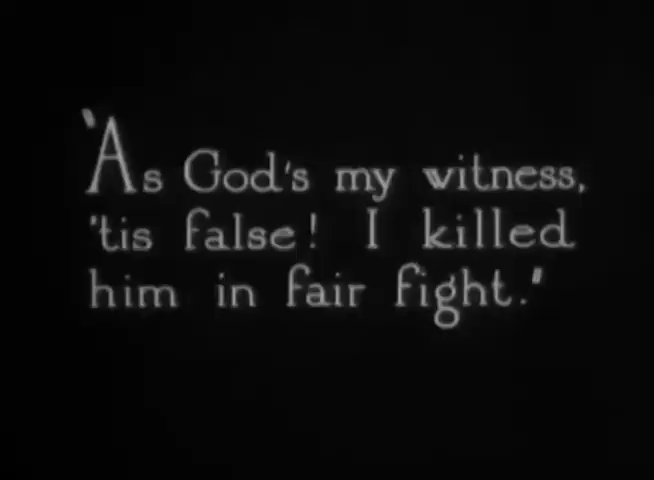 "As God's my witness,
'tis false! I killed
him in fair fight."